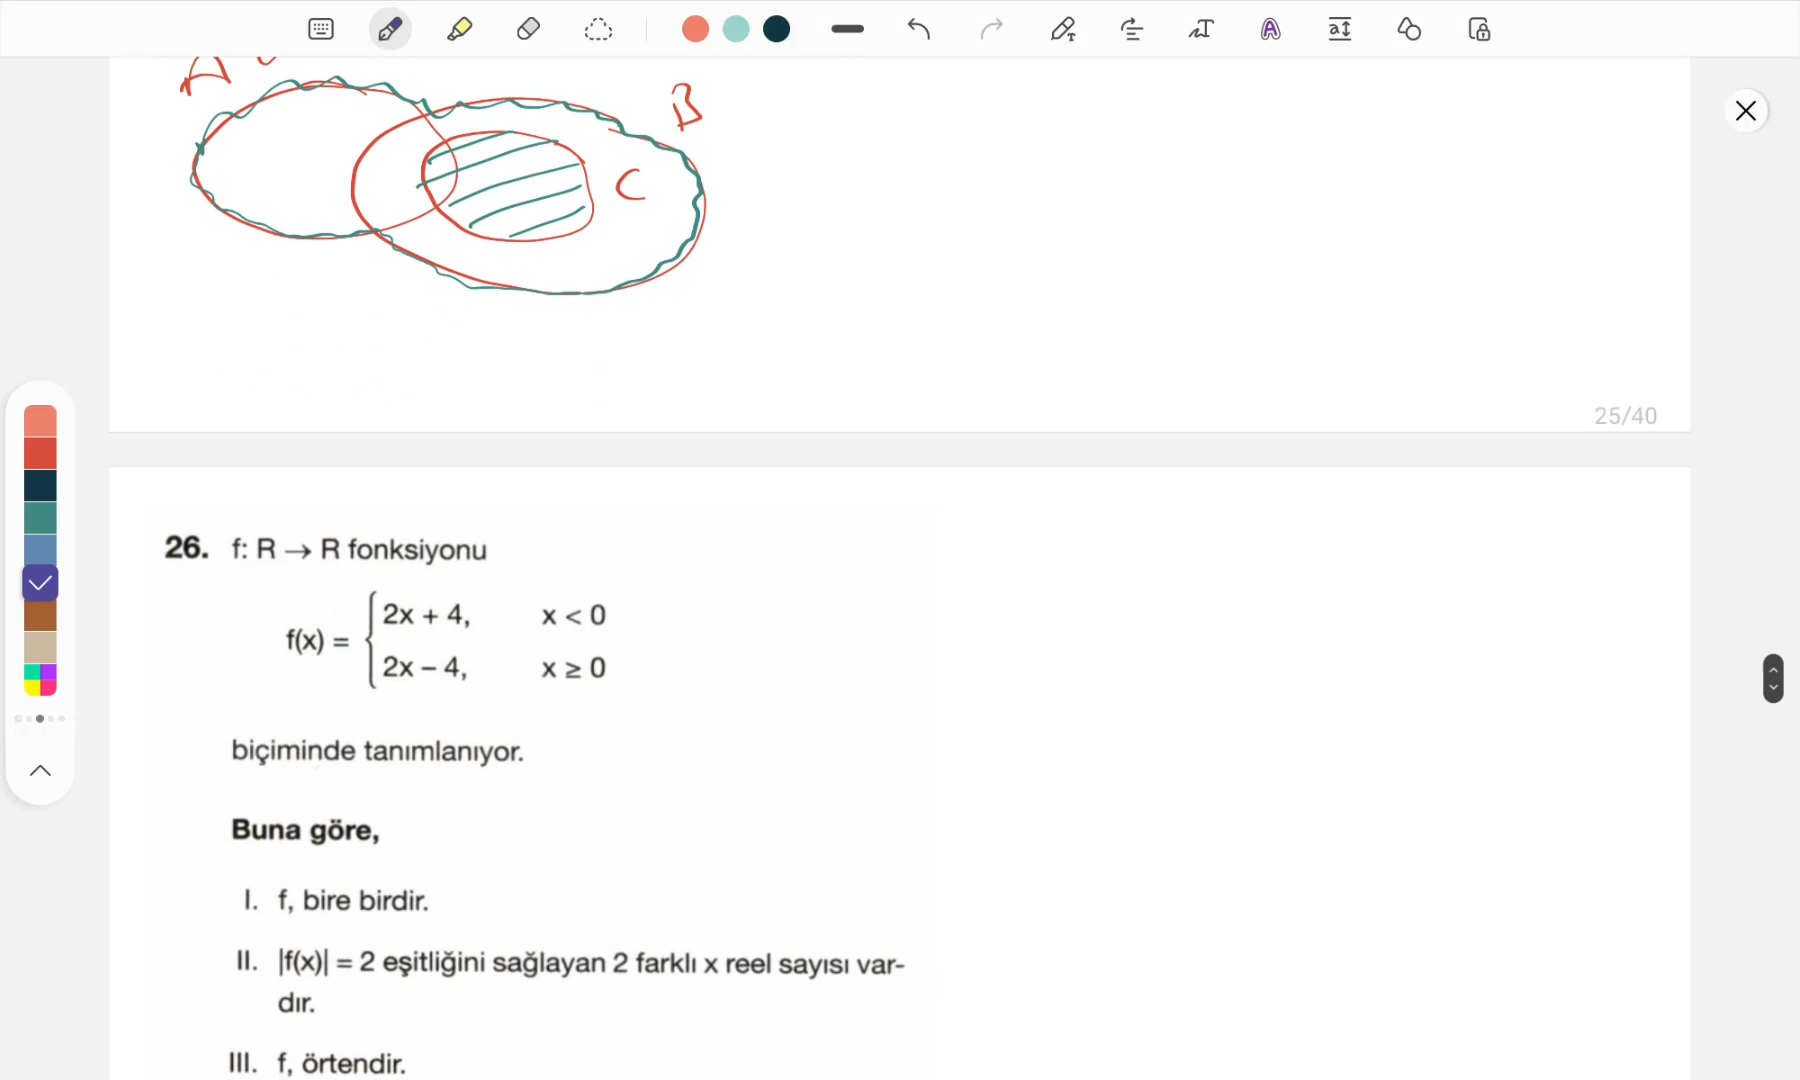 A
B
C
25/40
26. f: R → R fonksiyonu
f(x) = { 2x + 4, x < 0
2x – 4, x ≥ 0
biçiminde tanımlanıyor.
Buna göre,
I. f, bire birdir.
II. |f(x)| = 2 eşitliğini sağlayan 2 farklı x reel sayısı var-
dır.
III. f, örtendir.